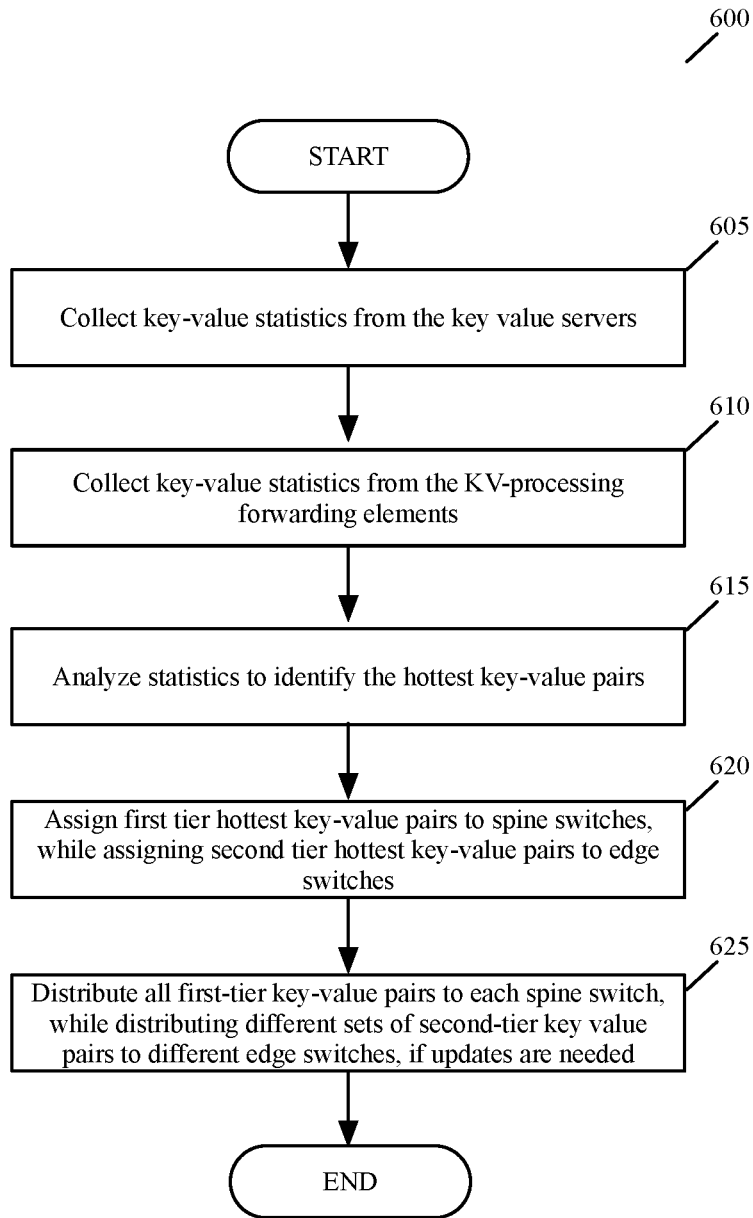 600
START
605
Collect key-value statistics from the key value servers
610
Collect key-value statistics from the KV-processing
forwarding elements
615
Analyze statistics to identify the hottest key-value pairs
620
Assign first tier hottest key-value pairs to spine switches,
while assigning second tier hottest key-value pairs to edge
switches
625
Distribute all first-tier key-value pairs to each spine switch,
while distributing different sets of second-tier key value
pairs to different edge switches, if updates are needed
END